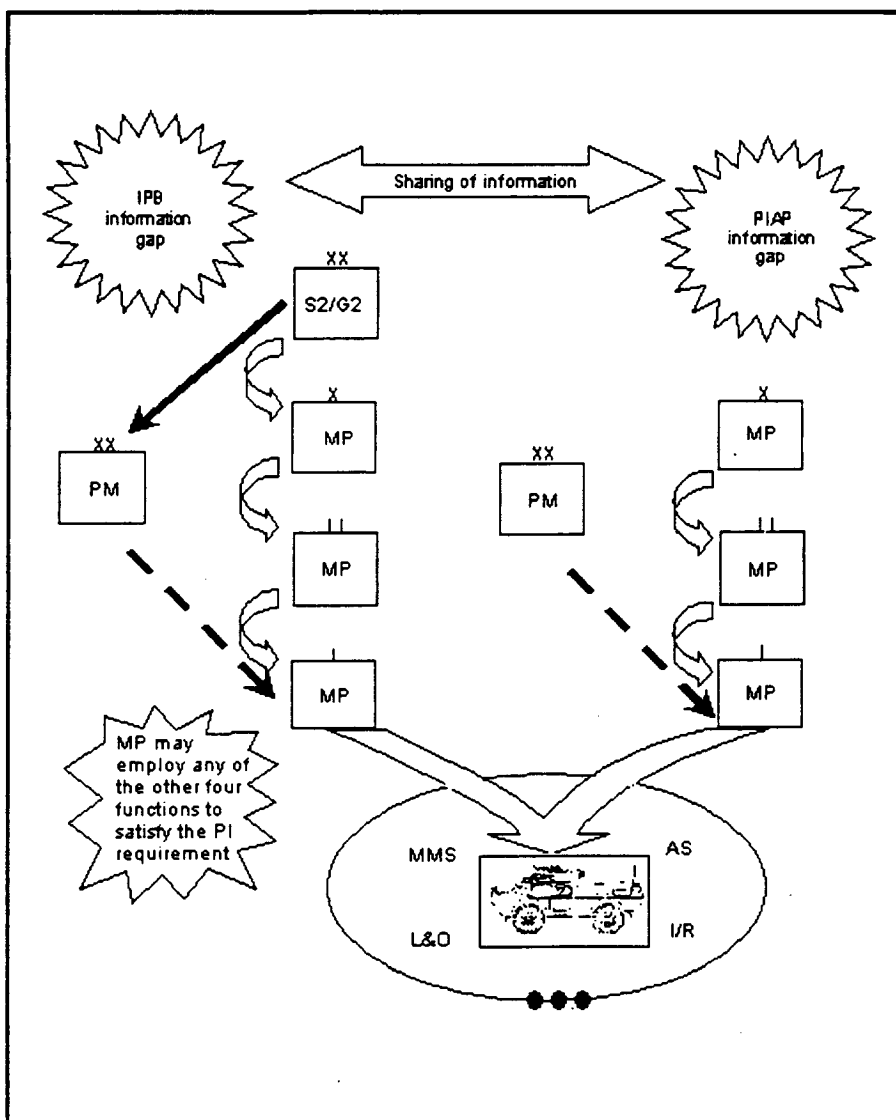 IPB
information
gap
Sharing of information
PIAP
information
gap
XX
S2/G2
XX
PM
X
MP
XX
PM
X
MP
II
MP
II
MP
I
MP
I
MP
MP may
employ any of
the other four
functions to
satisfy the PI
requirement
MMS
AS
L&O
I/R